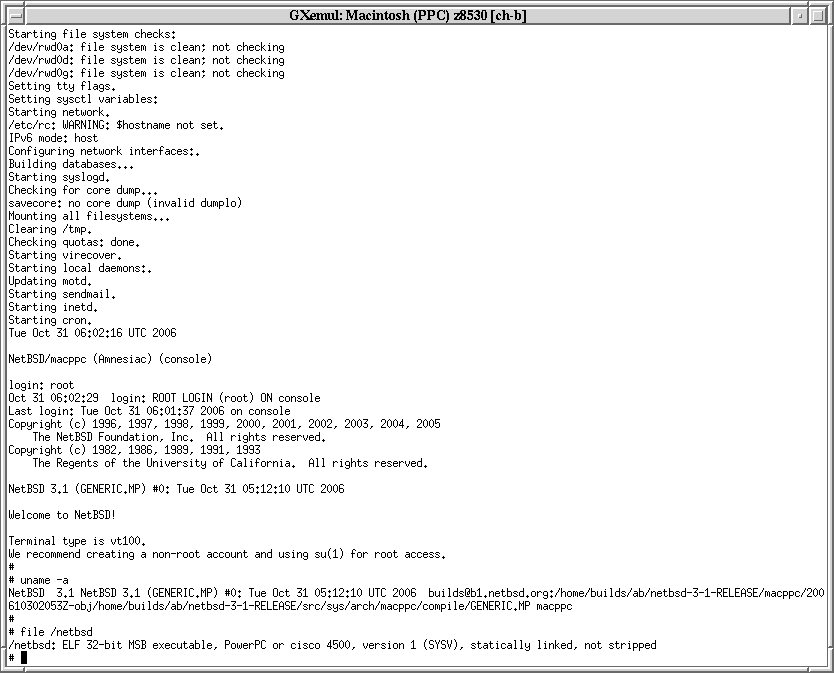 GXemul: Macintosh (PPC) z8530 [ch-b]
Starting file system checks:
/dev/rwd0a: file system is clean; not checking
/dev/rwd0d: file system is clean; not checking
/dev/rwd0g: file system is clean; not checking
Setting tty flags.
Setting sysctl variables:
Starting network.
/etc/rc: WARNING: $hostname not set.
IPv6 mode: host
Configuring network interfaces:.
Building databases...
Starting syslogd.
Checking for core dump...
savecore: no core dump (invalid dumplo)
Mounting all filesystems...
Clearing /tmp.
Checking quotas: done.
Starting virecover.
Starting local daemons:.
Updating motd.
Starting sendmail.
Starting inetd.
Starting cron.
Tue Oct 31 06:02:16 UTC 2006
NetBSD/macppc (Amnesiac) (console)
login: root
Oct 31 06:02:29  login: ROOT LOGIN (root) ON console
Last login: Tue Oct 31 06:01:37 2006 on console
Copyright (c) 1996, 1997, 1998, 1999, 2000, 2001, 2002, 2003, 2004, 2005
    The NetBSD Foundation, Inc.  All rights reserved.
Copyright (c) 1982, 1986, 1989, 1991, 1993
    The Regents of the University of California.  All rights reserved.
NetBSD 3.1 (GENERIC.MP) #0: Tue Oct 31 05:12:10 UTC 2006
Welcome to NetBSD!
Terminal type is vt100.
We recommend creating a non-root account and using su(1) for root access.
#
# uname -a
NetBSD  3.1 NetBSD 3.1 (GENERIC.MP) #0: Tue Oct 31 05:12:10 UTC 2006  builds@b1.netbsd.org:/home/builds/ab/netbsd-3-1-RELEASE/macppc/200
610302053Z-obj/home/builds/ab/netbsd-3-1-RELEASE/src/sys/arch/macppc/compile/GENERIC.MP macppc
#
# file /netbsd
/netbsd: ELF 32-bit MSB executable, PowerPC or cisco 4500, version 1 (SYSV), statically linked, not stripped
#